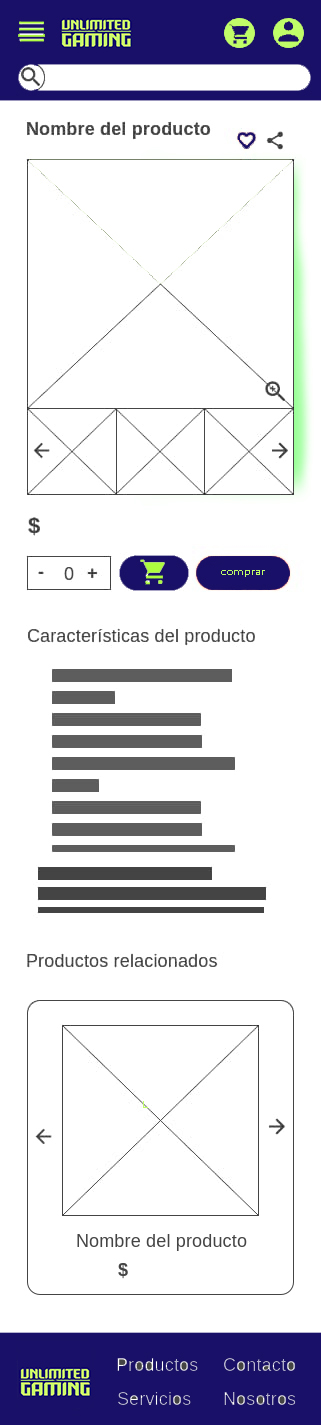 UNLIMITED
GAMING
Nombre del producto
$
- 0 +
comprar
Características del producto
Productos relacionados
Nombre del producto
$
UNLIMITED
GAMING
Productos Contacto
Servicios Nosotros